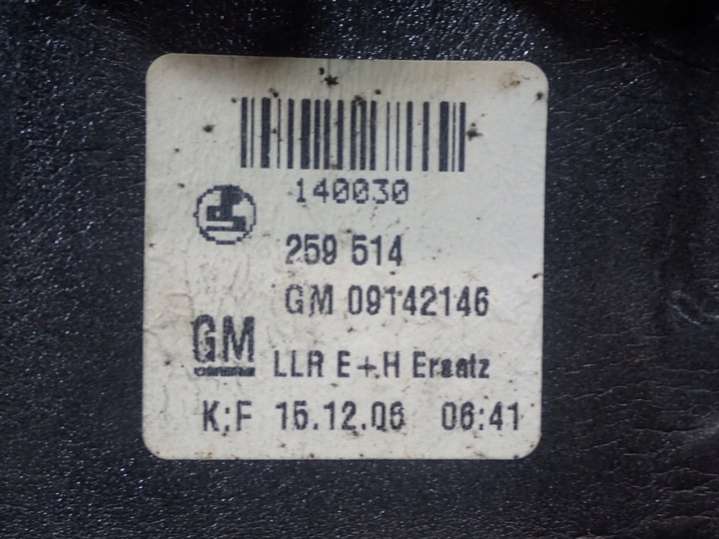 140030
259 514
GM 09142146
GM
LLR E+H Ersatz
K;F 15.12.06 06:41